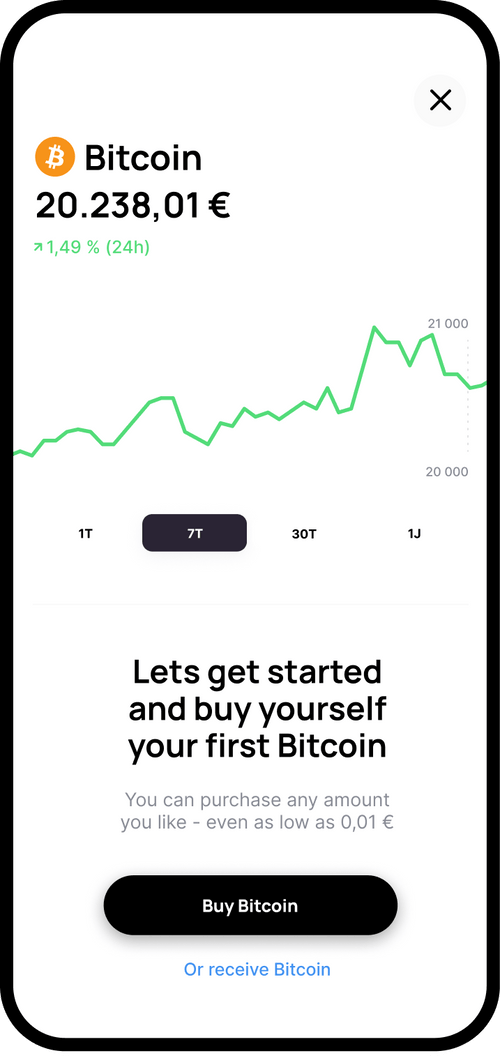 Bitcoin
20.238,01 €
1,49 % (24h)
21 000
20 000
1T 7T 30T 1J
Lets get started
and buy yourself
your first Bitcoin
You can purchase any amount
you like - even as low as 0,01 €
Buy Bitcoin
Or receive Bitcoin